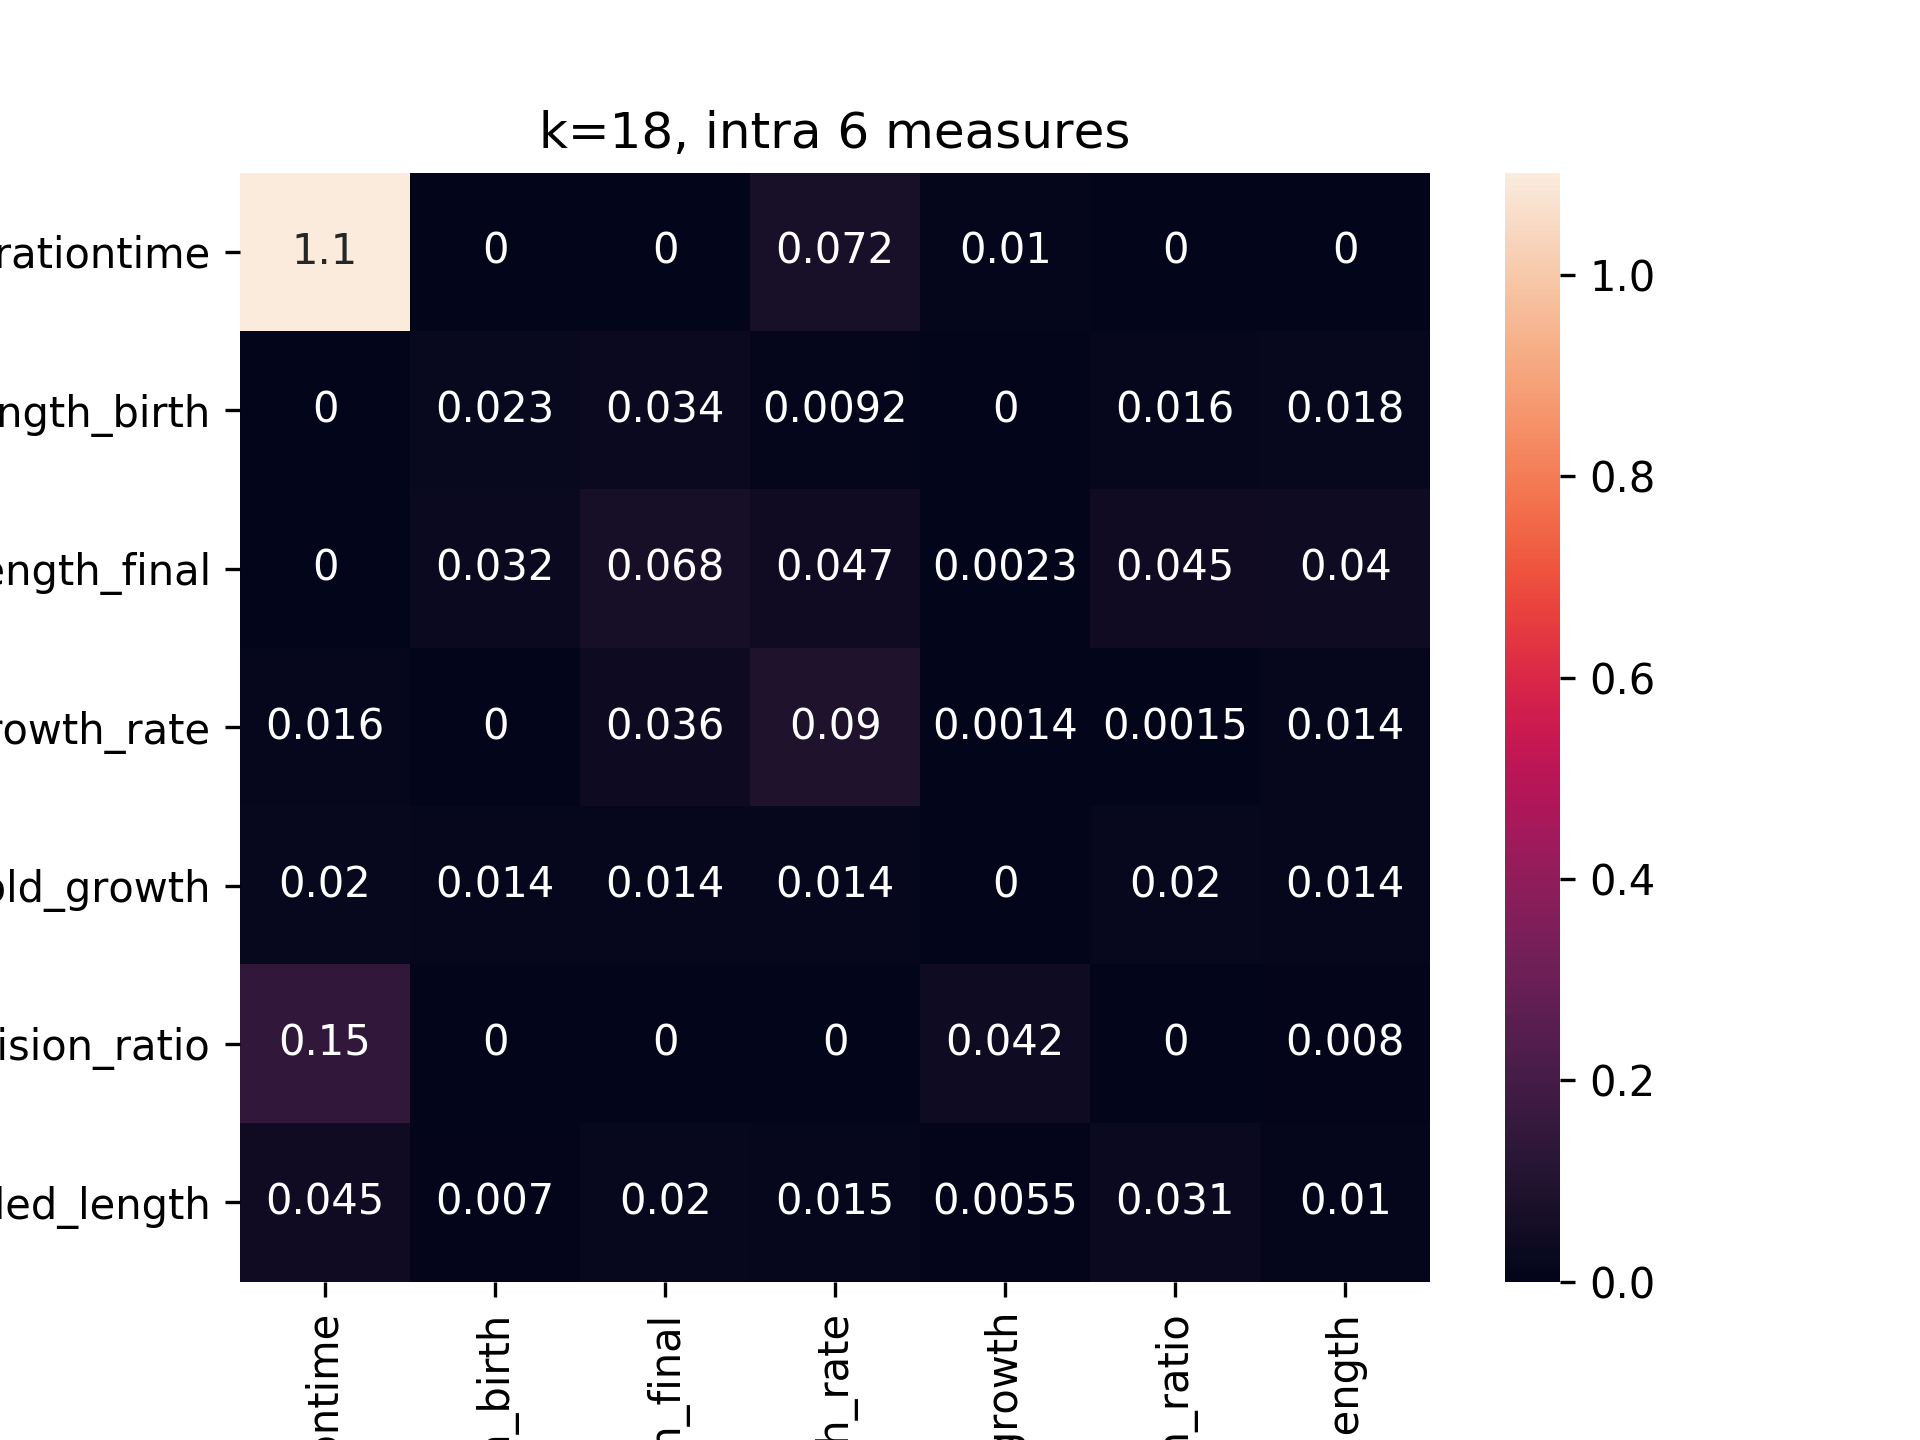 k=18, intra 6 measures
rationtime 1.1 0 0 0.072 0.01 0 0
1.0
ngth_birth 0 0.023 0.034 0.0092 0 0.016 0.018
0.8
ength_final 0 0.032 0.068 0.047 0.0023 0.045 0.04
0.6
owth_rate 0.016 0 0.036 0.09 0.0014 0.0015 0.014
old_growth 0.02 0.014 0.014 0.014 0 0.02 0.014
0.4
ision_ratio 0.15 0 0 0 0.042 0 0.008
0.2
led_length 0.045 0.007 0.02 0.015 0.0055 0.031 0.01
0.0
ontime
n_birth
n_final
h_rate
growth
n_ratio
ength